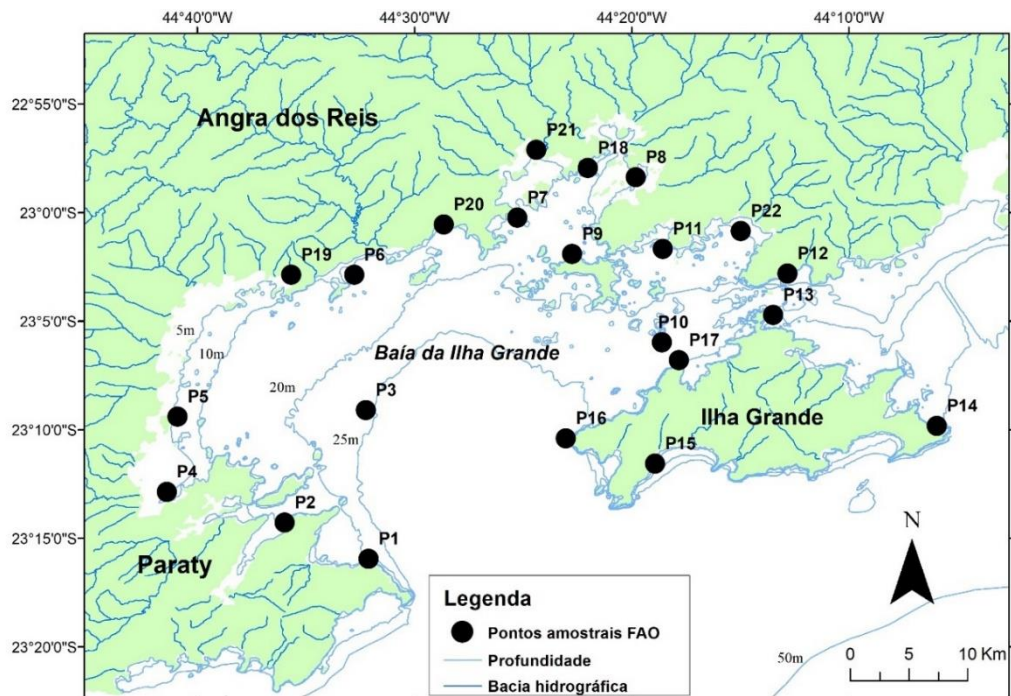 44°40'0"W 44°30'0"W 44°20'0"W 44°10'0"W
22°55'0"S
Angra dos Reis
P21
P18
P8
23°00'0"S
P20
P7
P22
P9
P11
P19
P6
P12
P13
23°50'0"S
5m
10m
P10
Baía da Ilha Grande
P17
20m
P3
P5
P16
Ilha Grande
P14
23°10'0"S
25m
P15
P4
P2
23°15'0"S
P1
Paraty
N
Legenda
Pontos amostrais FAO
23°20'0"S
Profundidade
50m
0 5 10 Km
Bacia hidrográfica